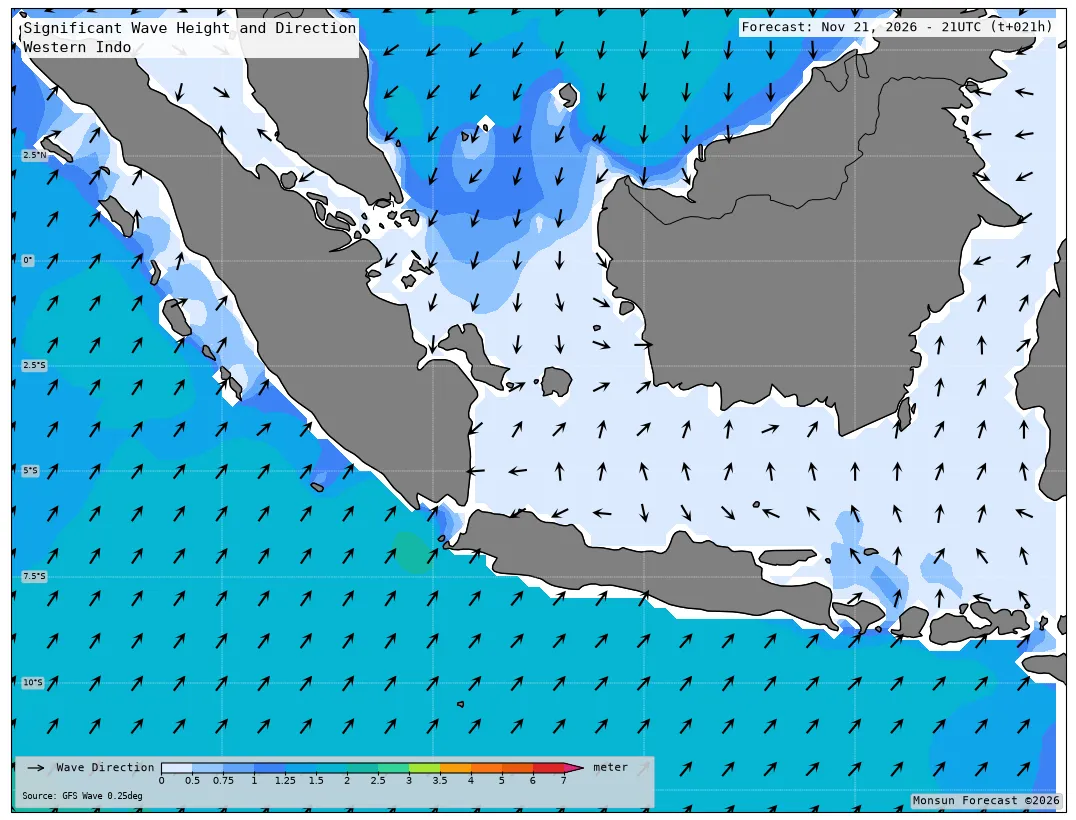 Significant Wave Height and Direction
Western Indo
Forecast: Nov 21, 2026 - 21UTC (t+021h)
2.5°N
0°
2.5°S
5°S
7.5°S
10°S
Wave Direction
0 0.5 0.75 1 1.25 1.5 2 2.5 3 3.5 4 5 6 7
meter
Source: GFS Wave 0.25deg
Monsun Forecast ©2026